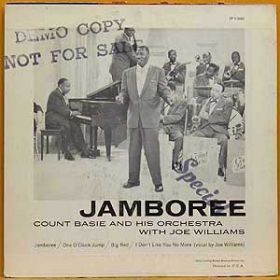 DEMO COPY
NOT FOR SALE
Special
JAMBOREE
COUNT BASIE AND HIS ORCHESTRA
WITH JOE WILLIAMS
Jamboree / One O'Clock Jump / Big Red / I Don't Like You No More (vocal by Joe Williams)